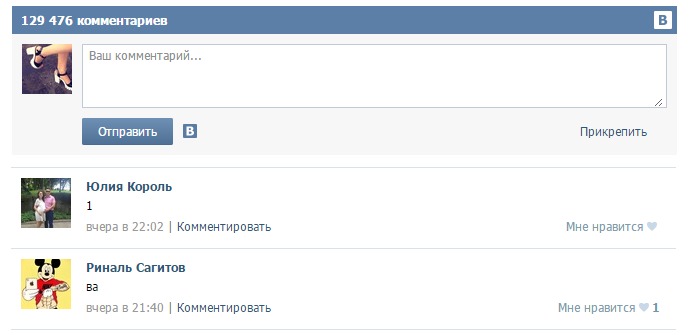 129 476 комментариев B
Ваш комментарий...
Отправить B Прикрепить
Юлия Король
1
вчера в 22:02 | Комментировать Мне нравится
Риналь Сагитов
ва
вчера в 21:40 | Комментировать Мне нравится 1